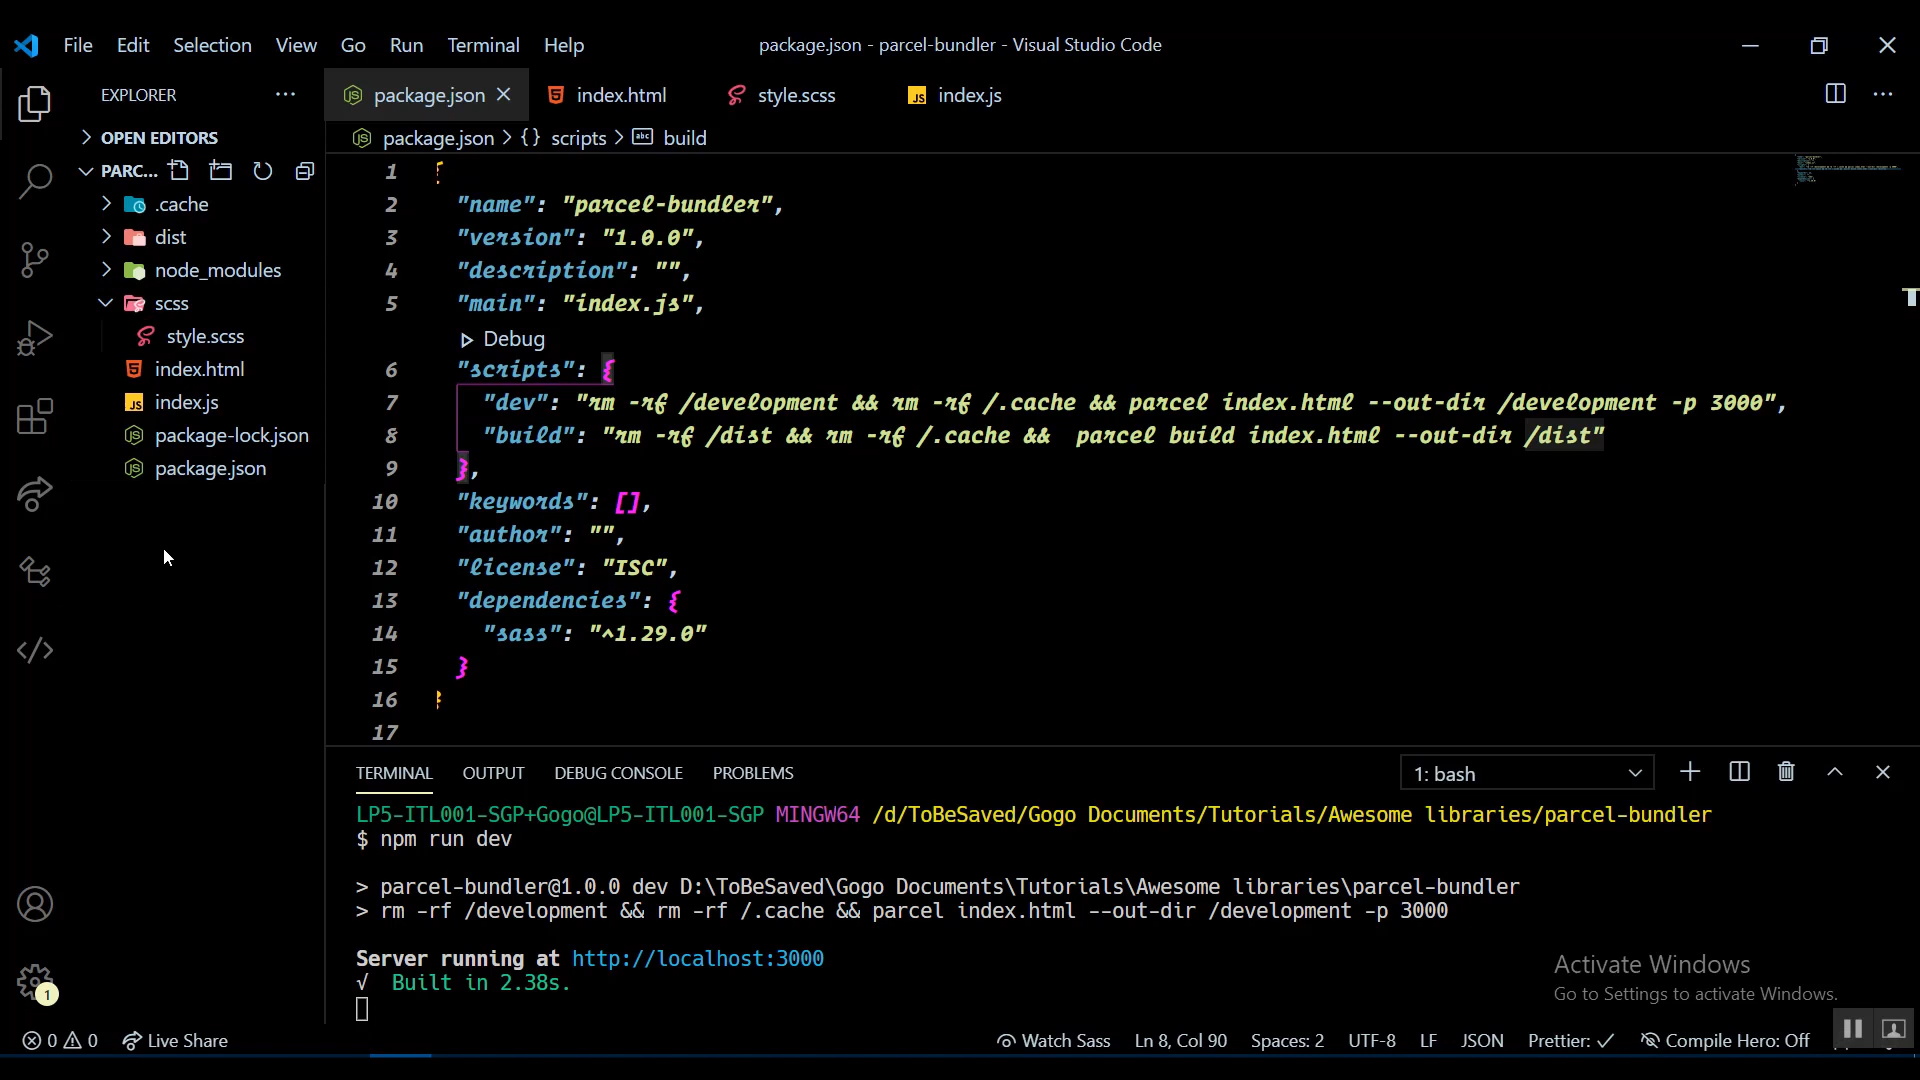 File Edit Selection View Go Run Terminal Help package.json - parcel-bundler - Visual Studio Code
EXPLORER
package.json index.html style.scss index.js
OPEN EDITORS
package.json > {} scripts > build
PARC...
.cache
dist
node_modules
scss
style.scss
index.html
index.js
package-lock.json
package.json
1 {
2 "name": "parcel-bundler",
3 "version": "1.0.0",
4 "description": "",
5 "main": "index.js",
Debug
6 "scripts": {
7 "dev": "rm -rf /development && rm -rf /.cache && parcel index.html --out-dir /development -p 3000",
8 "build": "rm -rf /dist && rm -rf /.cache &&  parcel build index.html --out-dir /dist"
9 },
10 "keywords": [],
11 "author": "",
12 "license": "ISC",
13 "dependencies": {
14 "sass": "^1.29.0"
15 }
16 }
17
TERMINAL OUTPUT DEBUG CONSOLE PROBLEMS 1: bash
LP5-ITL001-SGP+Gogo@LP5-ITL001-SGP MINGW64 /d/ToBeSaved/Gogo Documents/Tutorials/Awesome libraries/parcel-bundler
$ npm run dev
> parcel-bundler@1.0.0 dev D:\ToBeSaved\Gogo Documents\Tutorials\Awesome libraries\parcel-bundler
> rm -rf /development && rm -rf /.cache && parcel index.html --out-dir /development -p 3000
Server running at http://localhost:3000
√ Built in 2.38s.
Activate Windows
Go to Settings to activate Windows.
1
0 0 Live Share Watch Sass Ln 8, Col 90 Spaces: 2 UTF-8 LF JSON Prettier: ✓ Compile Hero: Off